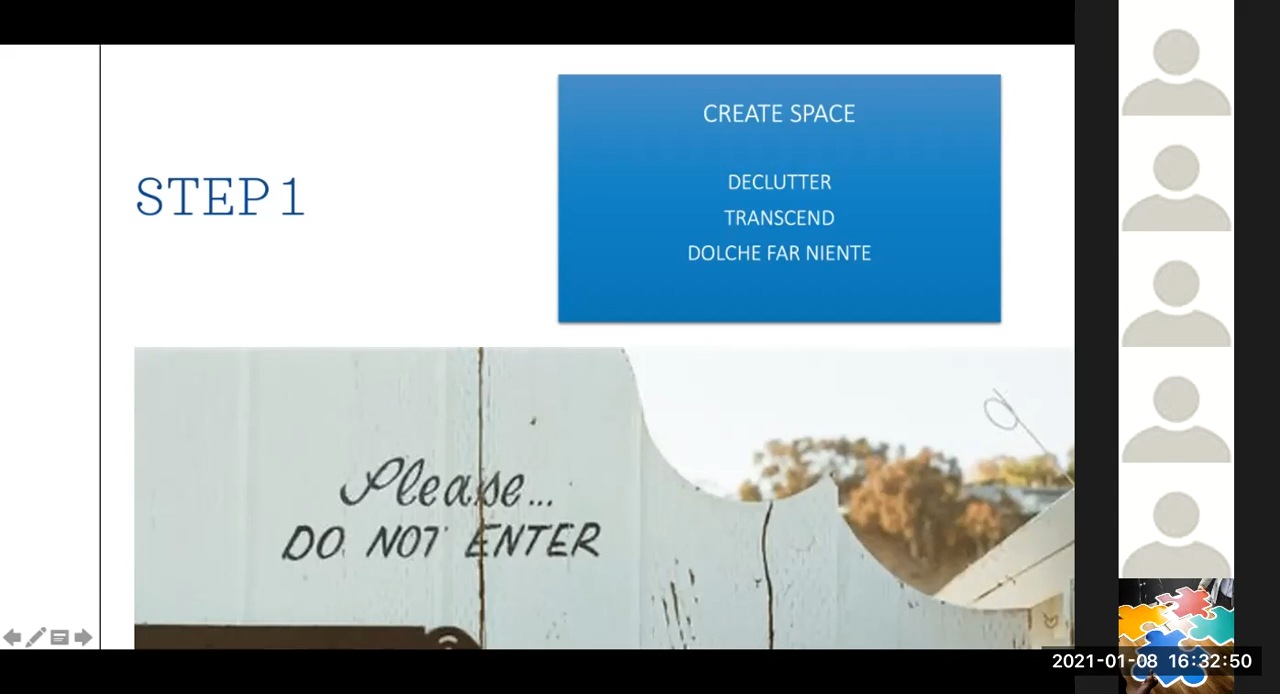 STEP 1
CREATE SPACE
DECLUTTER
TRANSCEND
DOLCHE FAR NIENTE
Please...
DO NOT ENTER
2021-01-08 16:32:50